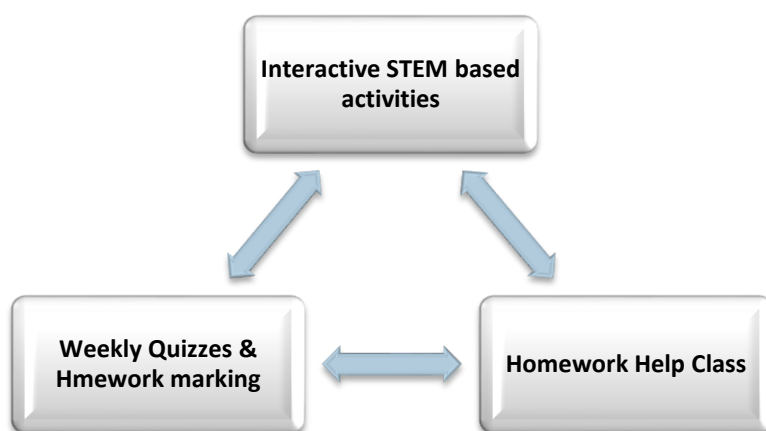 Interactive STEM based
activities
Weekly Quizzes &
Hmework marking
Homework Help Class